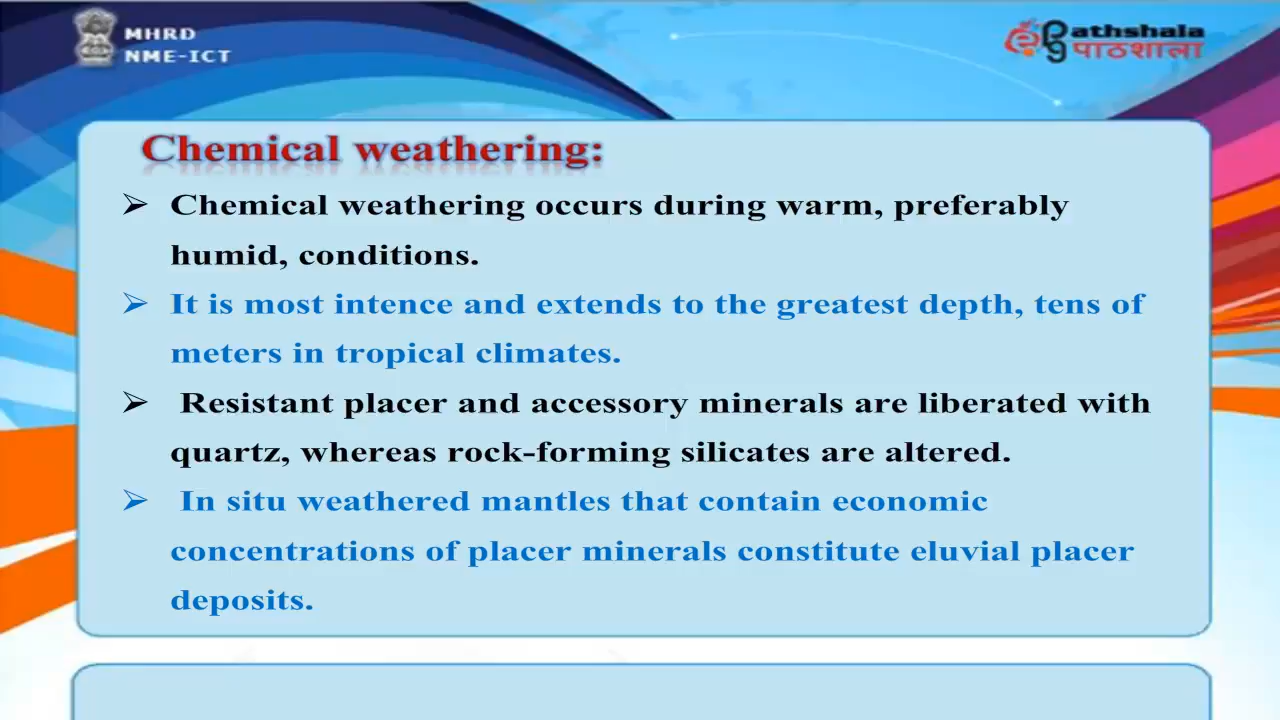 MHRD
NME-ICT
athshala
पाठशाला
Chemical weathering:
➢ Chemical weathering occurs during warm, preferably
humid, conditions.
➢ It is most intence and extends to the greatest depth, tens of
meters in tropical climates.
➢ Resistant placer and accessory minerals are liberated with
quartz, whereas rock-forming silicates are altered.
➢ In situ weathered mantles that contain economic
concentrations of placer minerals constitute eluvial placer
deposits.